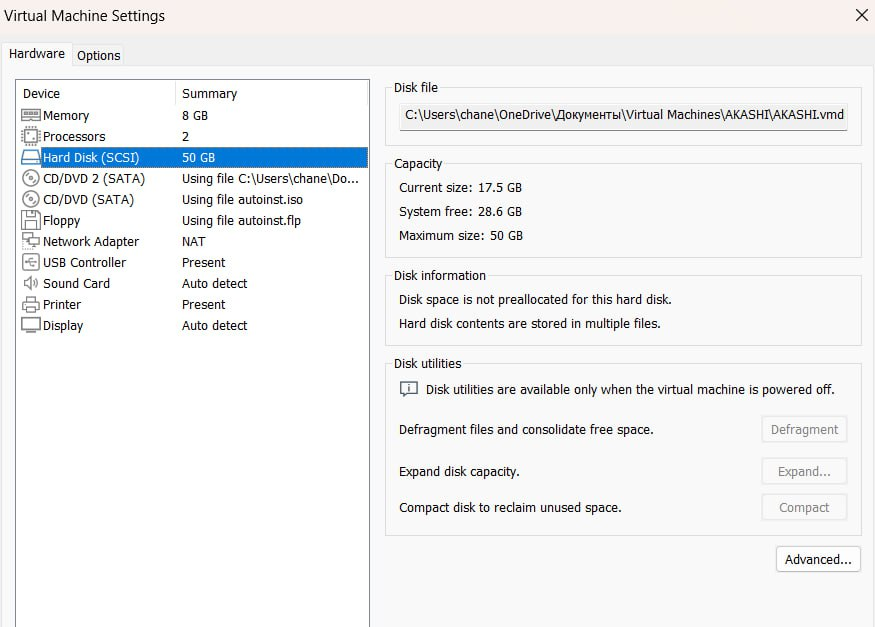 Virtual Machine Settings
Hardware Options
Device Summary
Memory 8 GB
Processors 2
Hard Disk (SCSI) 50 GB
CD/DVD 2 (SATA) Using file C:\Users\chane\Do...
CD/DVD (SATA) Using file autoinst.iso
Floppy Using file autoinst.flp
Network Adapter NAT
USB Controller Present
Sound Card Auto detect
Printer Present
Display Auto detect
Disk file
C:\Users\chane\OneDrive\Документы\Virtual Machines\AKASHI\AKASHI.vmd
Capacity
Current size: 17.5 GB
System free: 28.6 GB
Maximum size: 50 GB
Disk information
Disk space is not preallocated for this hard disk.
Hard disk contents are stored in multiple files.
Disk utilities
Disk utilities are available only when the virtual machine is powered off.
Defragment files and consolidate free space. Defragment
Expand disk capacity. Expand...
Compact disk to reclaim unused space. Compact
Advanced...